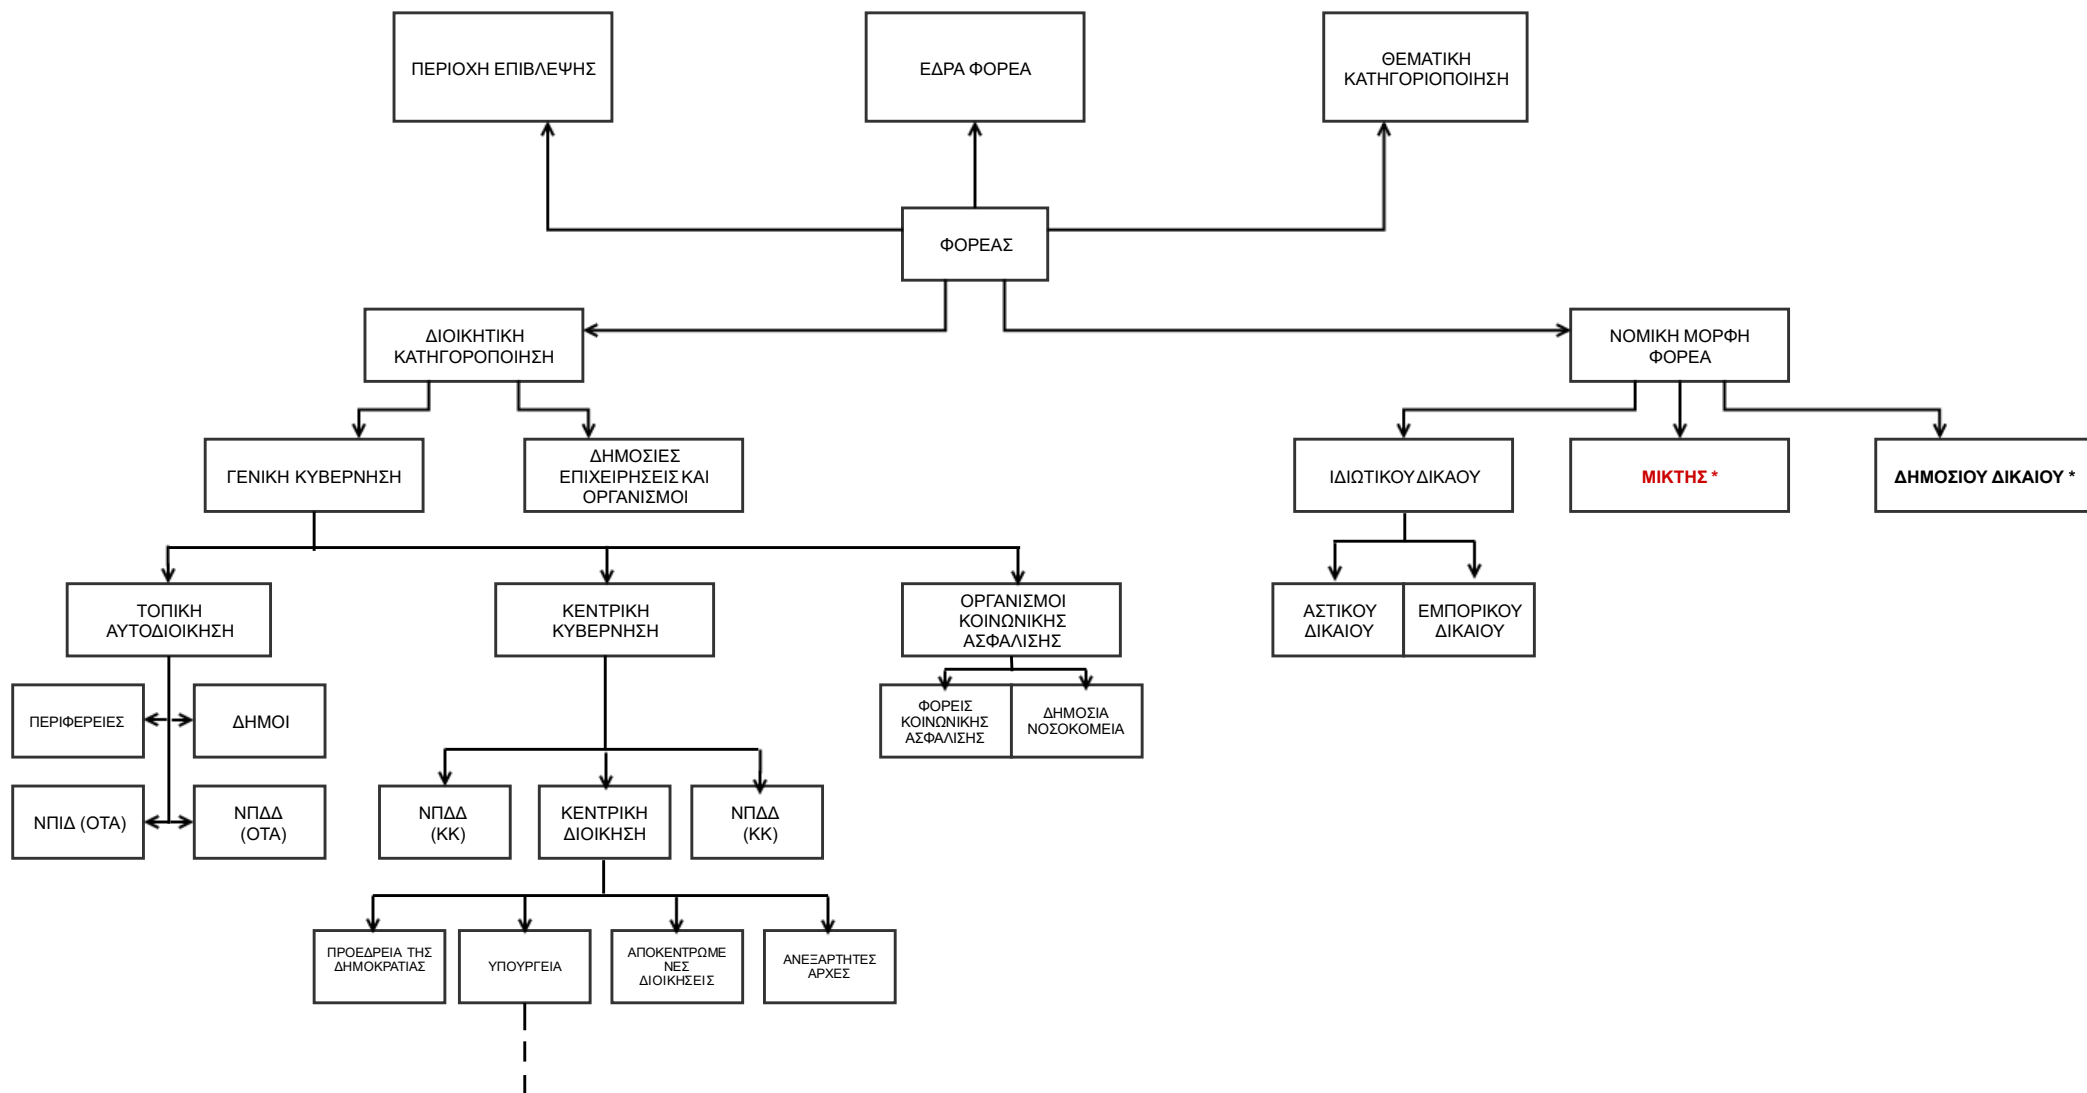 ΠΕΡΙΟΧΗ ΕΠΙΒΛΕΨΗΣ
ΕΔΡΑ ΦΟΡΕΑ
ΘΕΜΑΤΙΚΗ
ΚΑΤΗΓΟΡΙΟΠΟΙΗΣΗ
ΦΟΡΕΑΣ
ΔΙΟΙΚΗΤΙΚΗ
ΚΑΤΗΓΟΡΟΠΟΙΗΣΗ
ΝΟΜΙΚΗ ΜΟΡΦΗ
ΦΟΡΕΑ
ΓΕΝΙΚΗ ΚΥΒΕΡΝΗΣΗ
ΔΗΜΟΣΙΕΣ
ΕΠΙΧΕΙΡΗΣΕΙΣ ΚΑΙ
ΟΡΓΑΝΙΣΜΟΙ
ΙΔΙΩΤΙΚΟΥ ΔΙΚΑΟΥ
ΜΙΚΤΗΣ *
ΔΗΜΟΣΙΟΥ ΔΙΚΑΙΟΥ *
ΤΟΠΙΚΗ
ΑΥΤΟΔΙΟΙΚΗΣΗ
ΚΕΝΤΡΙΚΗ
ΚΥΒΕΡΝΗΣΗ
ΟΡΓΑΝΙΣΜΟΙ
ΚΟΙΝΩΝΙΚΗΣ
ΑΣΦΑΛΙΣΗΣ
ΑΣΤΙΚΟΥ
ΔΙΚΑΙΟΥ
ΕΜΠΟΡΙΚΟΥ
ΔΙΚΑΙΟΥ
ΠΕΡΙΦΕΡΕΙΕΣ
ΔΗΜΟΙ
ΦΟΡΕΙΣ
ΚΟΙΝΩΝΙΚΗΣ
ΑΣΦΑΛΙΣΗΣ
ΔΗΜΟΣΙΑ
ΝΟΣΟΚΟΜΕΙΑ
ΝΠΙΔ (ΟΤΑ)
ΝΠΔΔ
(ΟΤΑ)
ΝΠΔΔ
(ΚΚ)
ΚΕΝΤΡΙΚΗ
ΔΙΟΙΚΗΣΗ
ΝΠΔΔ
(ΚΚ)
ΠΡΟΕΔΡΕΙΑ ΤΗΣ
ΔΗΜΟΚΡΑΤΙΑΣ
ΥΠΟΥΡΓΕΙΑ
ΑΠΟΚΕΝΤΡΩΜΕ
ΝΕΣ
ΔΙΟΙΚΗΣΕΙΣ
ΑΝΕΞΑΡΤΗΤΕΣ
ΑΡΧΕΣ